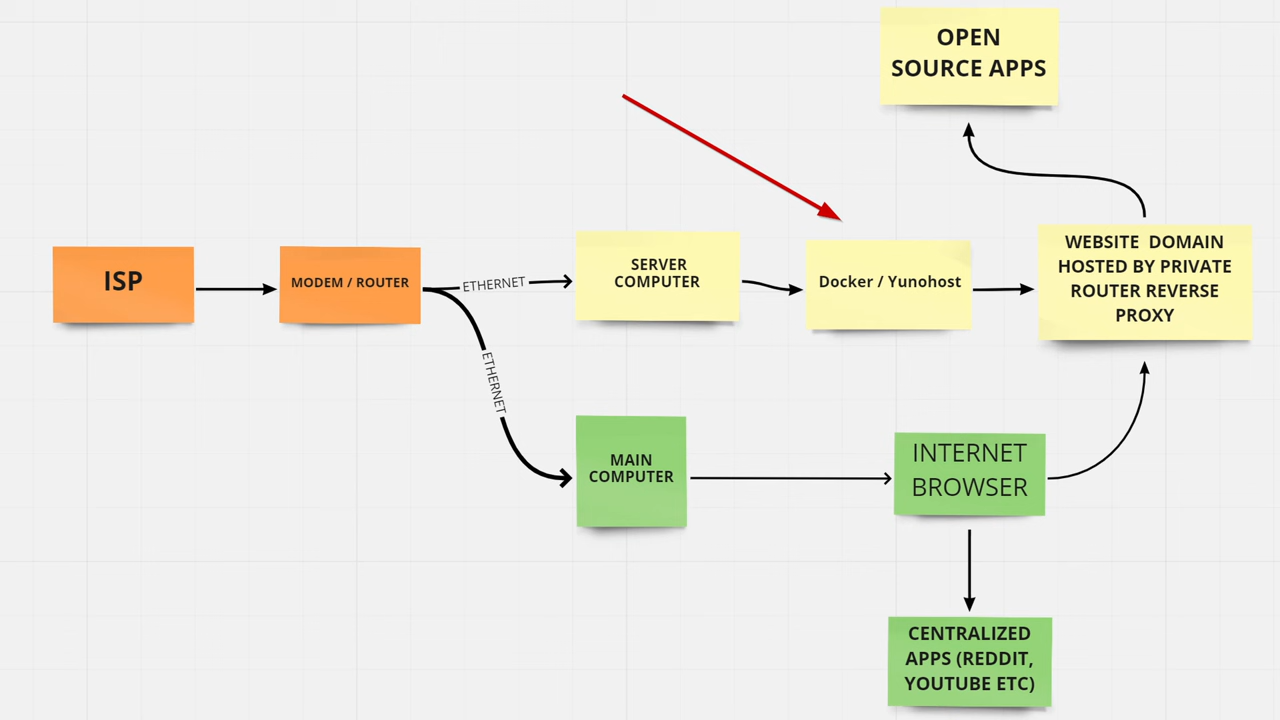 OPEN
SOURCE APPS
ISP
MODEM / ROUTER
ETHERNET
SERVER
COMPUTER
Docker / Yunohost
WEBSITE DOMAIN
HOSTED BY PRIVATE
ROUTER REVERSE
PROXY
ETHERNET
MAIN
COMPUTER
INTERNET
BROWSER
CENTRALIZED
APPS (REDDIT,
YOUTUBE ETC)